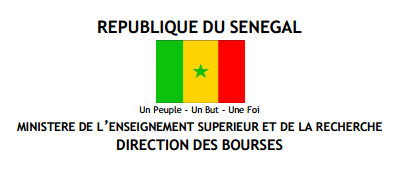 REPUBLIQUE DU SENEGAL
Un Peuple – Un But – Une Foi
MINISTERE DE L’ENSEIGNEMENT SUPERIEUR ET DE LA RECHERCHE
DIRECTION DES BOURSES